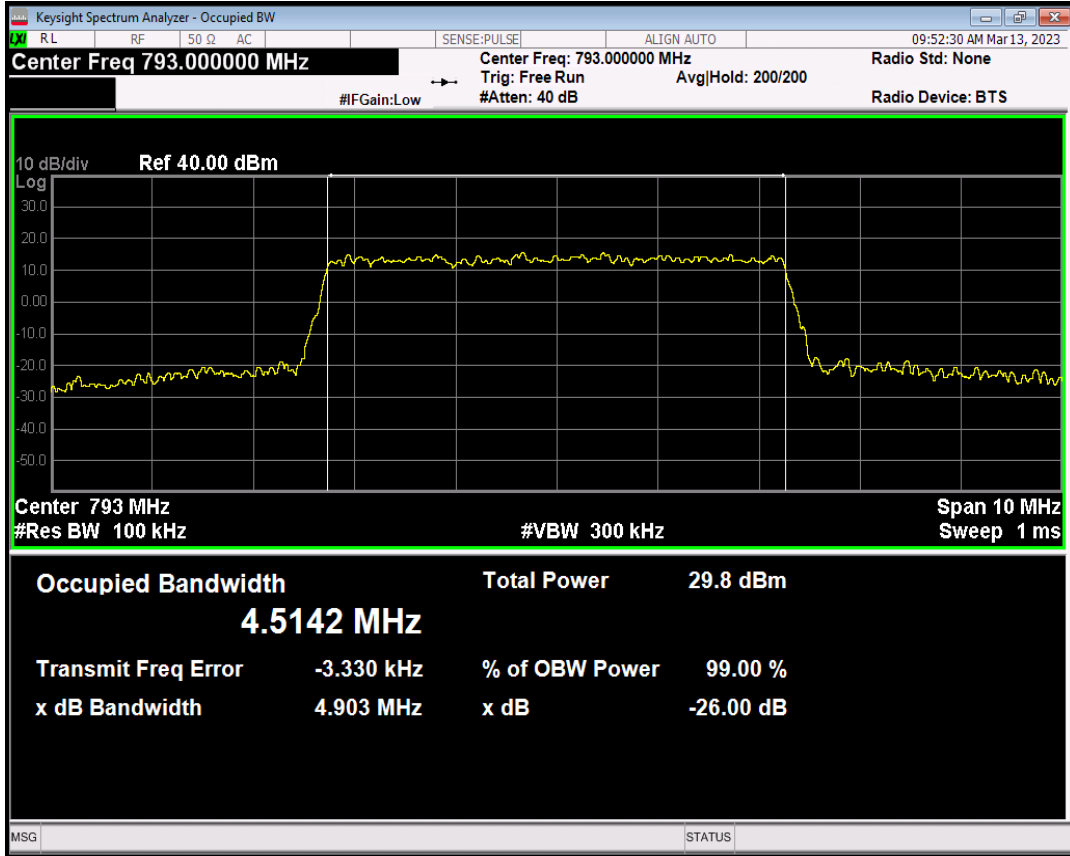 Keysight Spectrum Analyzer - Occupied BW
LXI RL RF 50 Ω AC SENSE:PULSE ALIGN AUTO 09:52:30 AM Mar 13, 2023
Center Freq 793.000000 MHz Center Freq: 793.000000 MHz Radio Std: None
Trig: Free Run Avg|Hold: 200/200
#IFGain:Low #Atten: 40 dB Radio Device: BTS
10 dB/div Ref 40.00 dBm
Log
30.0
20.0
10.0
0.00
-10.0
-20.0
-30.0
-40.0
-50.0
Center 793 MHz Span 10 MHz
#Res BW 100 kHz #VBW 300 kHz Sweep 1 ms
Occupied Bandwidth Total Power 29.8 dBm
4.5142 MHz
Transmit Freq Error -3.330 kHz % of OBW Power 99.00 %
x dB Bandwidth 4.903 MHz x dB -26.00 dB
MSG STATUS